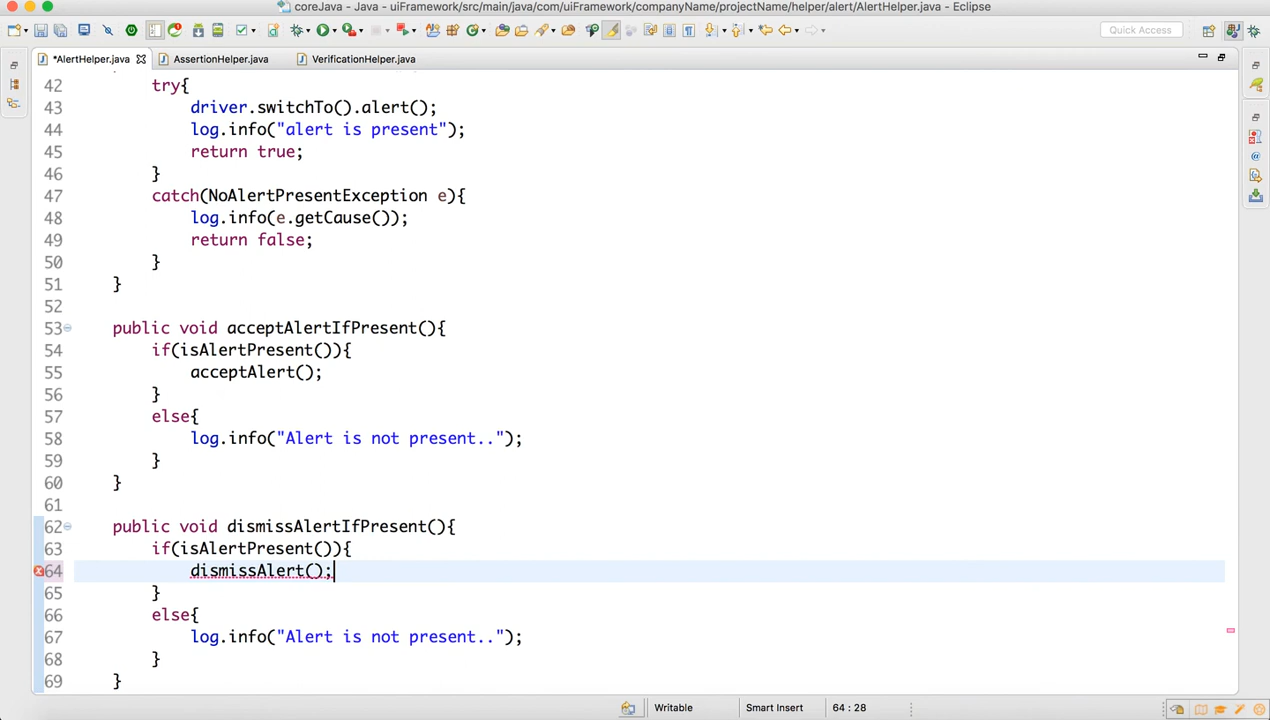 coreJava - Java - uiFramework/src/main/java/com/uiFramework/companyName/projectName/helper/alert/AlertHelper.java - Eclipse
Quick Access
*AlertHelper.java
AssertionHelper.java
VerificationHelper.java
42 try{
43 driver.switchTo().alert();
44 log.info("alert is present");
45 return true;
46 }
47 catch(NoAlertPresentException e){
48 log.info(e.getCause());
49 return false;
50 }
51 }
52
53 public void acceptAlertIfPresent(){
54 if(isAlertPresent()){
55 acceptAlert();
56 }
57 else{
58 log.info("Alert is not present..");
59 }
60 }
61
62 public void dismissAlertIfPresent(){
63 if(isAlertPresent()){
64 dismissAlert();
65 }
66 else{
67 log.info("Alert is not present..");
68 }
69 }
Writable
Smart Insert
64 : 28